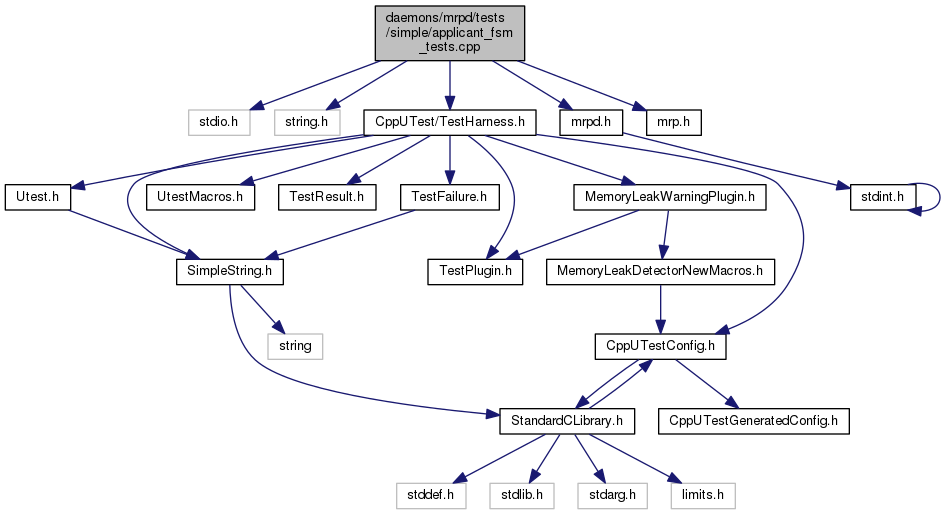 daemons/mrpd/tests
/simple/applicant_fsm
_tests.cpp
stdio.h
string.h
CppUTest/TestHarness.h
mrpd.h
mrp.h
Utest.h
UtestMacros.h
TestResult.h
TestFailure.h
MemoryLeakWarningPlugin.h
stdint.h
SimpleString.h
TestPlugin.h
MemoryLeakDetectorNewMacros.h
string
CppUTestConfig.h
StandardCLibrary.h
CppUTestGeneratedConfig.h
stddef.h
stdlib.h
stdarg.h
limits.h